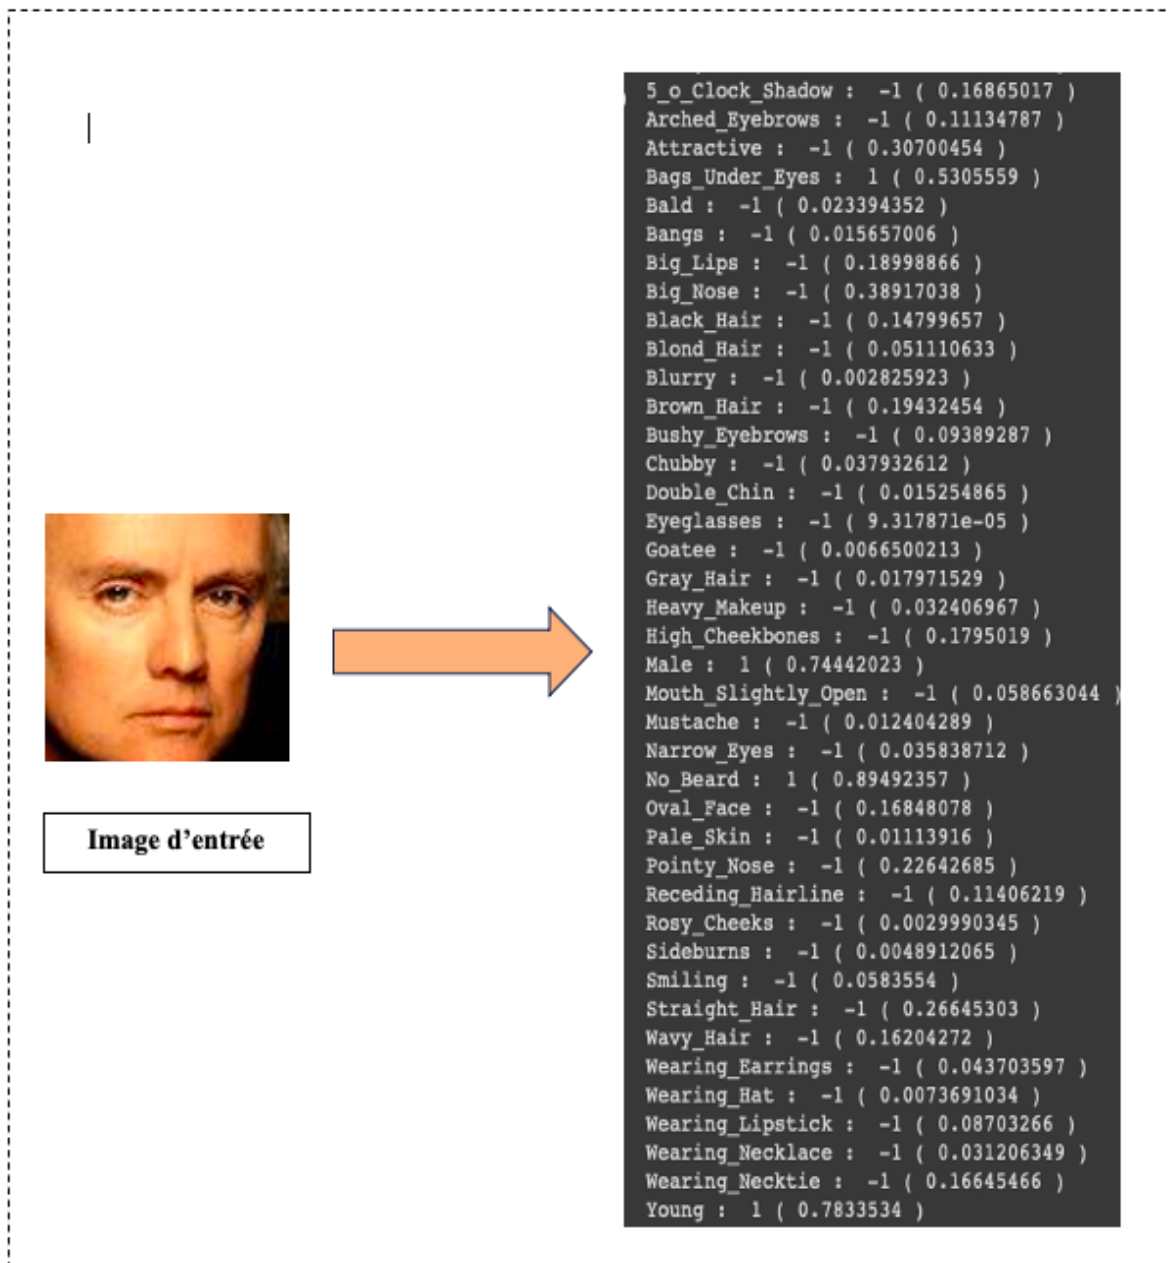 5_o_Clock_Shadow :  -1 ( 0.16865017 )
Arched_Eyebrows :  -1 ( 0.11134787 )
Attractive :  -1 ( 0.30700454 )
Bags_Under_Eyes :  1 ( 0.5305559 )
Bald :  -1 ( 0.023394352 )
Bangs :  -1 ( 0.015657006 )
Big_Lips :  -1 ( 0.18998866 )
Big_Nose :  -1 ( 0.38917038 )
Black_Hair :  -1 ( 0.14799657 )
Blond_Hair :  -1 ( 0.051110633 )
Blurry :  -1 ( 0.002825923 )
Brown_Hair :  -1 ( 0.19432454 )
Bushy_Eyebrows :  -1 ( 0.09389287 )
Chubby :  -1 ( 0.037932612 )
Double_Chin :  -1 ( 0.015254865 )
Eyeglasses :  -1 ( 9.317871e-05 )
Goatee :  -1 ( 0.0066500213 )
Gray_Hair :  -1 ( 0.017971529 )
Heavy_Makeup :  -1 ( 0.032406967 )
High_Cheekbones :  -1 ( 0.1795019 )
Male :  1 ( 0.74442023 )
Mouth_Slightly_Open :  -1 ( 0.058663044 )
Mustache :  -1 ( 0.012404289 )
Narrow_Eyes :  -1 ( 0.035838712 )
No_Beard :  1 ( 0.89492357 )
Oval_Face :  -1 ( 0.16848078 )
Pale_Skin :  -1 ( 0.01113916 )
Pointy_Nose :  -1 ( 0.22642685 )
Receding_Hairline :  -1 ( 0.11406219 )
Rosy_Cheeks :  -1 ( 0.0029990345 )
Sideburns :  -1 ( 0.0048912065 )
Smiling :  -1 ( 0.0583554 )
Straight_Hair :  -1 ( 0.26645303 )
Wavy_Hair :  -1 ( 0.16204272 )
Wearing_Earrings :  -1 ( 0.043703597 )
Wearing_Hat :  -1 ( 0.0073691034 )
Wearing_Lipstick :  -1 ( 0.08703266 )
Wearing_Necklace :  -1 ( 0.031206349 )
Wearing_Necktie :  -1 ( 0.16645466 )
Young :  1 ( 0.7833534 )
Image d'entrée